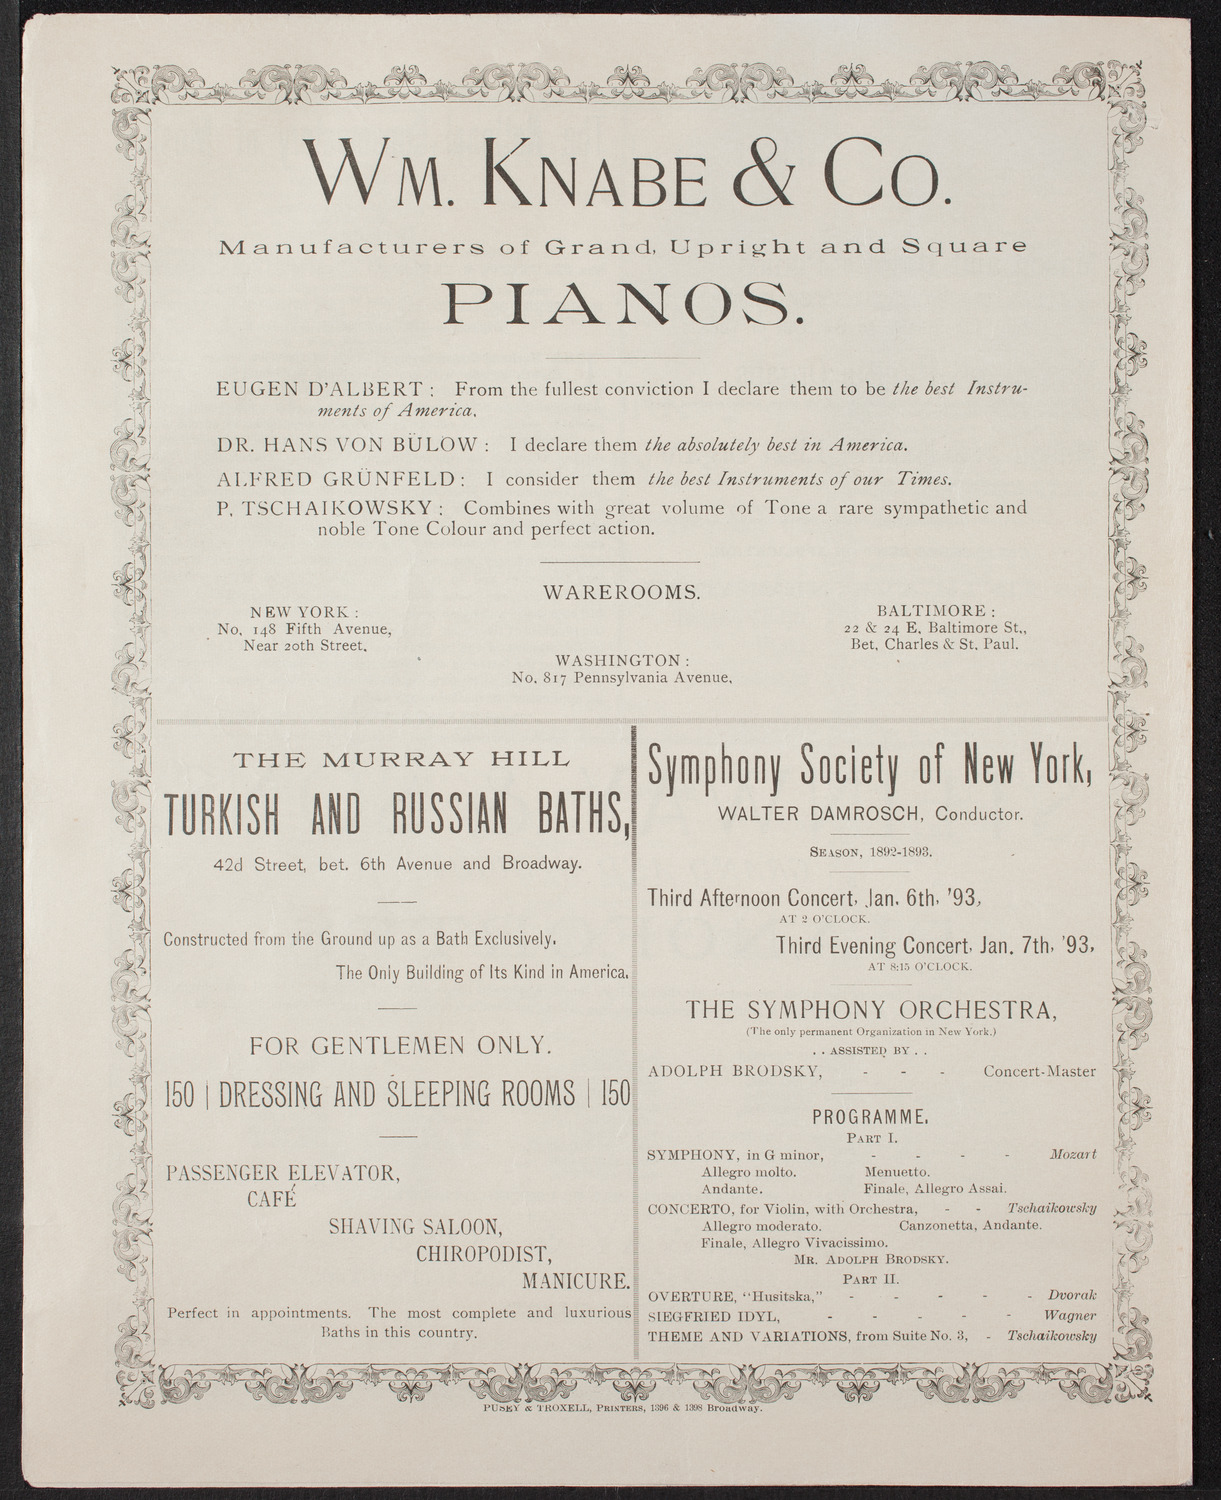 WM. KNABE & CO.
Manufacturers of Grand, Upright and Square
PIANOS.
EUGEN D'ALBERT: From the fullest conviction I declare them to be the best Instru-
ments of America.
DR. HANS VON BÜLOW: I declare them the absolutely best in America.
ALFRED GRÜNFELD: I consider them the best Instruments of our Times.
P. TSCHAIKOWSKY: Combines with great volume of Tone a rare sympathetic and
noble Tone Colour and perfect action.
WAREROOMS.
NEW YORK:
No. 148 Fifth Avenue,
Near 20th Street.
BALTIMORE:
22 & 24 E. Baltimore St.,
Bet. Charles & St. Paul.
WASHINGTON:
No. 817 Pennsylvania Avenue.
THE MURRAY HILL
TURKISH AND RUSSIAN BATHS,
42d Street, bet. 6th Avenue and Broadway.
Constructed from the Ground up as a Bath Exclusively.
The Only Building of Its Kind in America.
FOR GENTLEMEN ONLY.
150 | DRESSING AND SLEEPING ROOMS | 150
PASSENGER ELEVATOR,
CAFÉ
SHAVING SALOON,
CHIROPODIST,
MANICURE.
Perfect in appointments. The most complete and luxurious
Baths in this country.
Symphony Society of New York,
WALTER DAMROSCH, Conductor.
SEASON, 1892-1893.
Third Afternoon Concert, Jan. 6th, '93,
AT 2 O'CLOCK.
Third Evening Concert, Jan. 7th, '93,
AT 8:15 O'CLOCK.
THE SYMPHONY ORCHESTRA,
(The only permanent Organization in New York.)
. . ASSISTED BY . .
ADOLPH BRODSKY, - - - Concert-Master
PROGRAMME.
PART I.
SYMPHONY, in G minor, - - - - Mozart
Allegro molto. Menuetto.
Andante. Finale, Allegro Assai.
CONCERTO, for Violin, with Orchestra, - - Tschaikowsky
Allegro moderato. Canzonetta, Andante.
Finale, Allegro Vivacissimo.
MR. ADOLPH BRODSKY.
PART II.
OVERTURE, "Husitska," - - - - - Dvorak
SIEGFRIED IDYL, - - - - - Wagner
THEME AND VARIATIONS, from Suite No. 3, - Tschaikowsky
PUSEY & TROXELL, PRINTERS, 1396 & 1398 Broadway.